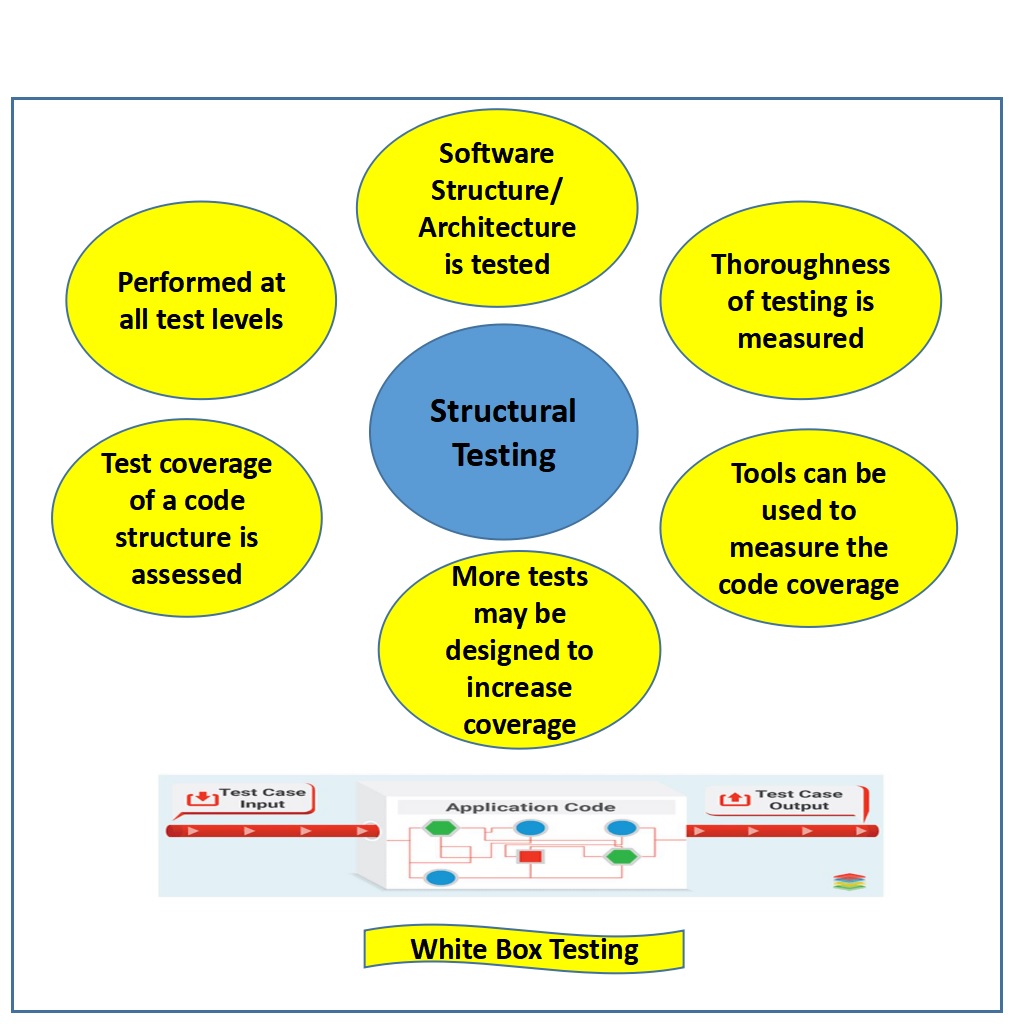 Software
Structure/
Architecture
is tested
Performed at
all test levels
Thoroughness
of testing is
measured
Structural
Testing
Test coverage
of a code
structure is
assessed
Tools can be
used to
measure the
code coverage
More tests
may be
designed to
increase
coverage
Test Case
Input
Application Code
Test Case
Output
White Box Testing